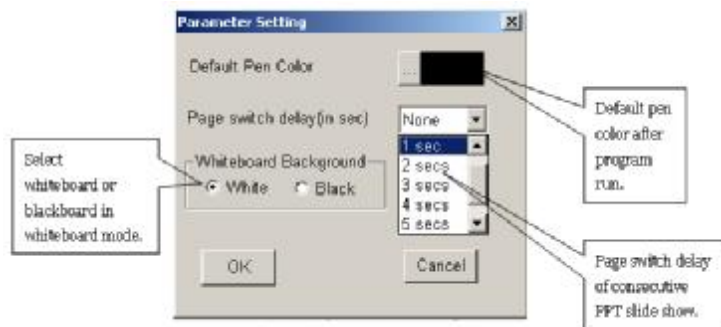 Parameter Setting
Default Pen Color
...
Page switch delay(in sec)
None
1 sec
2 secs
3 secs
4 secs
5 secs
Whiteboard Background
White
Black
OK
Cancel
Select
whiteboard or
blackboard in
whiteboard mode.
Default pen
color after
program
run.
Page switch delay
of consecutive
PPT slide show.